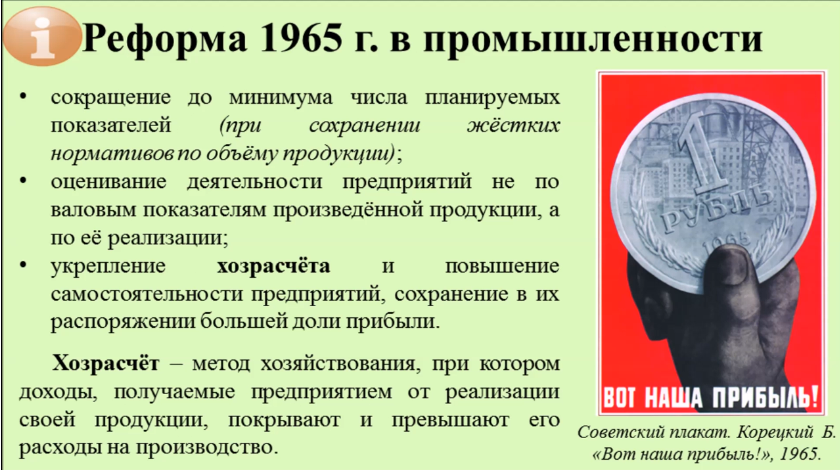 i
Реформа 1965 г. в промышленности
• сокращение до минимума числа планируемых
показателей (при сохранении жёстких
нормативов по объёму продукции);
• оценивание деятельности предприятий не по
валовым показателям произведённой продукции, а
по её реализации;
• укрепление хозрасчёта и повышение
самостоятельности предприятий, сохранение в их
распоряжении большей доли прибыли.
Хозрасчёт – метод хозяйствования, при котором
доходы, получаемые предприятием от реализации
своей продукции, покрывают и превышают его
расходы на производство.
1
РУБЛЬ
1965
ВОТ НАША ПРИБЫЛЬ!
Советский плакат. Корецкий В.
«Вот наша прибыль!», 1965.